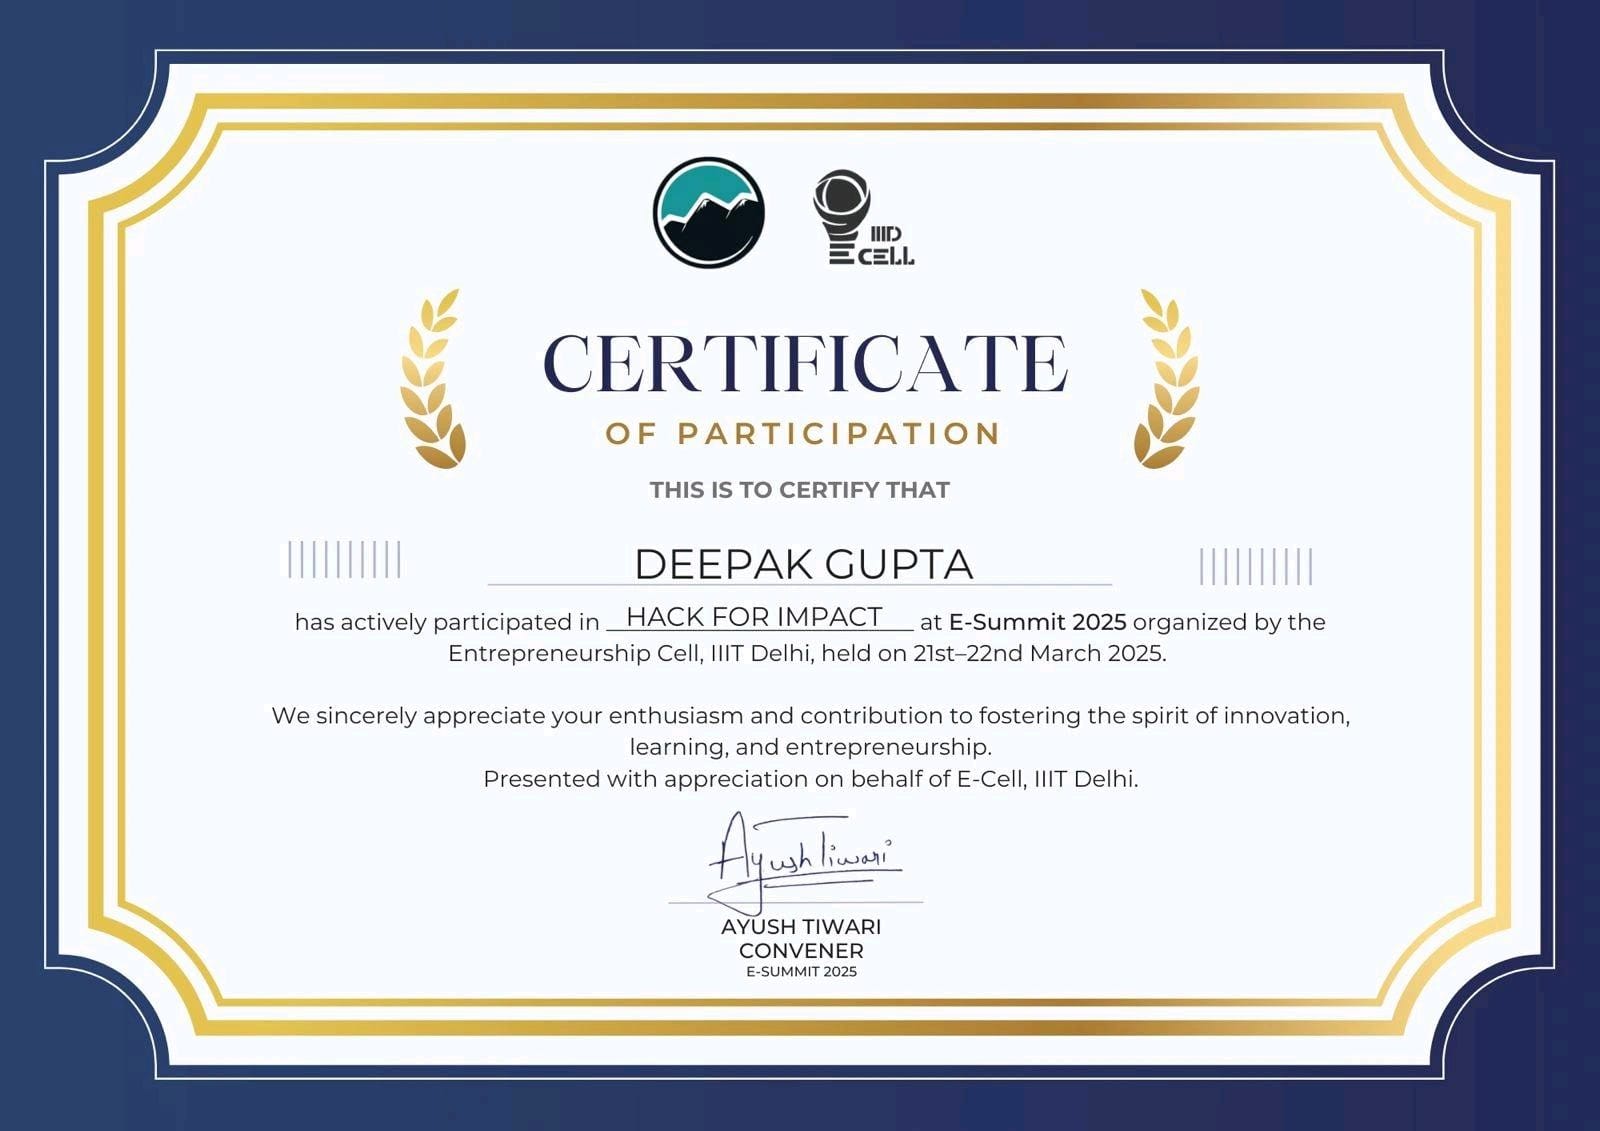 IIID
E CELL
CERTIFICATE
OF PARTICIPATION
THIS IS TO CERTIFY THAT
DEEPAK GUPTA
has actively participated in HACK FOR IMPACT at E-Summit 2025 organized by the
Entrepreneurship Cell, IIIT Delhi, held on 21st–22nd March 2025.
We sincerely appreciate your enthusiasm and contribution to fostering the spirit of innovation,
learning, and entrepreneurship.
Presented with appreciation on behalf of E-Cell, IIIT Delhi.
Ayush Tiwari
AYUSH TIWARI
CONVENER
E-SUMMIT 2025